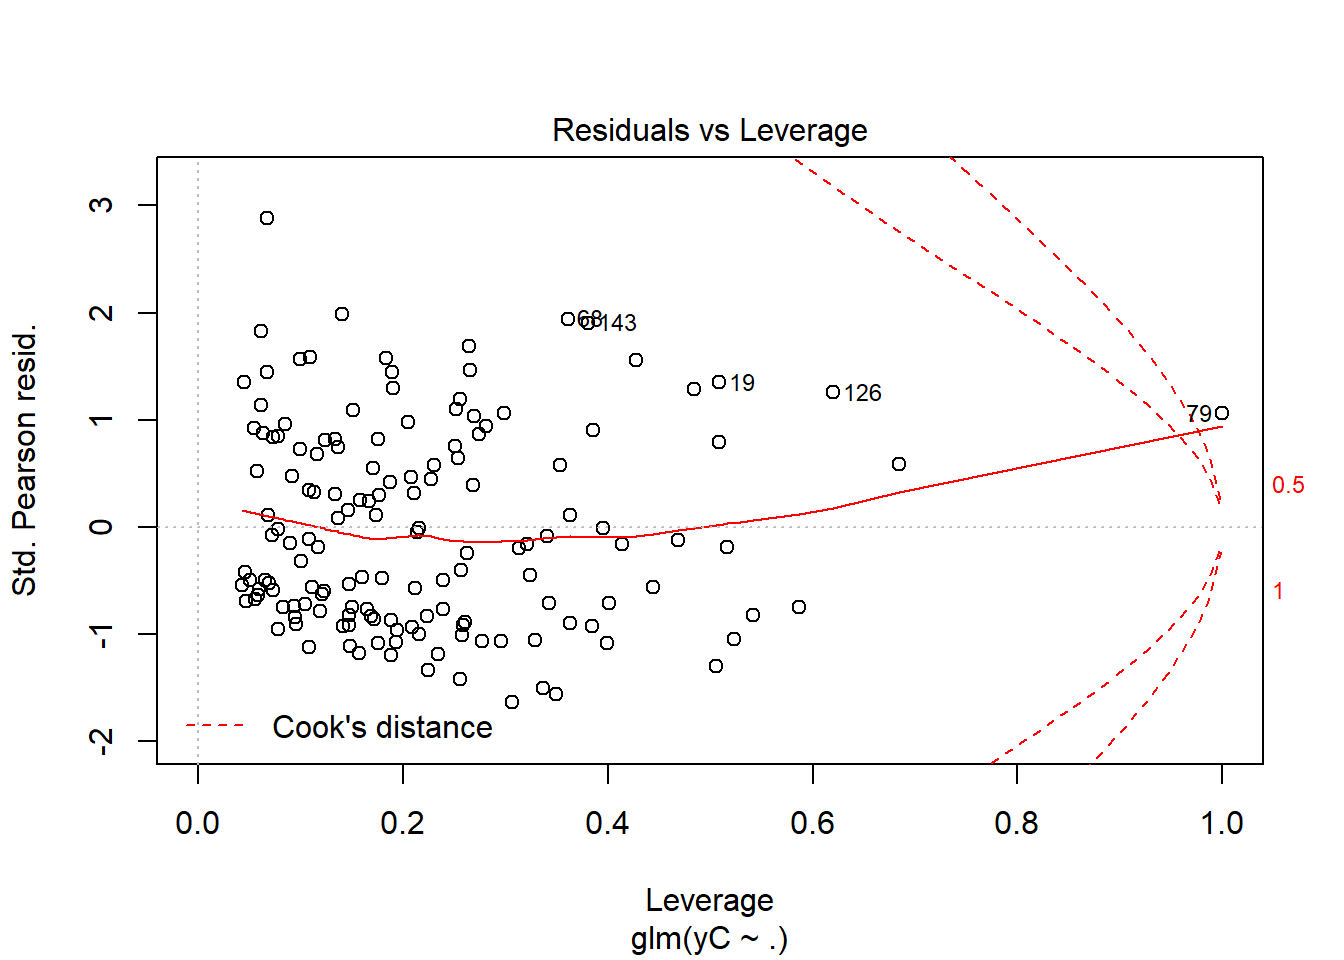 Residuals vs Leverage
Std. Pearson resid.
3
2
1
0
-1
-2
68
143
19
126
79
0.5
1
Cook's distance
0.0 0.2 0.4 0.6 0.8 1.0
Leverage
glm(yC ~ .)